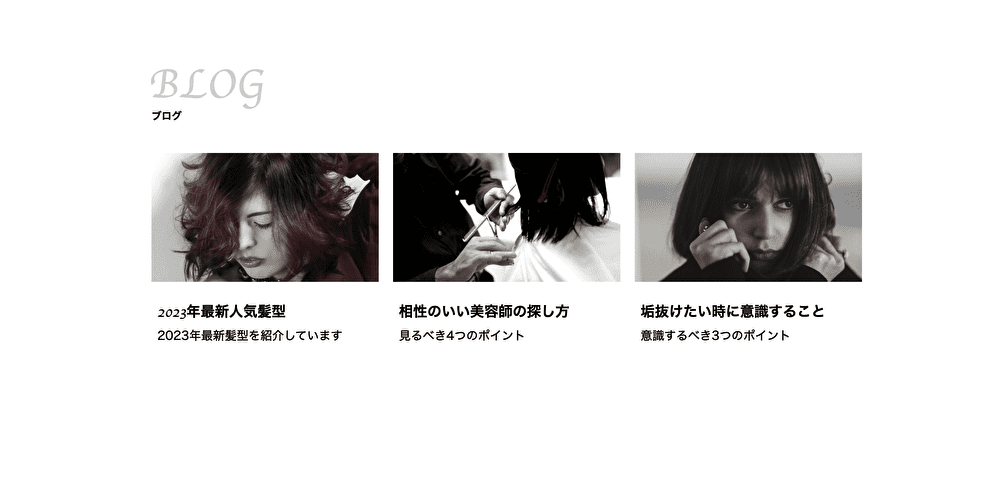 BLOG
ブログ
2023年最新人気髪型
2023年最新髪型を紹介しています
相性のいい美容師の探し方
見るべき4つのポイント
垢抜けたい時に意識すること
意識するべき3つのポイント